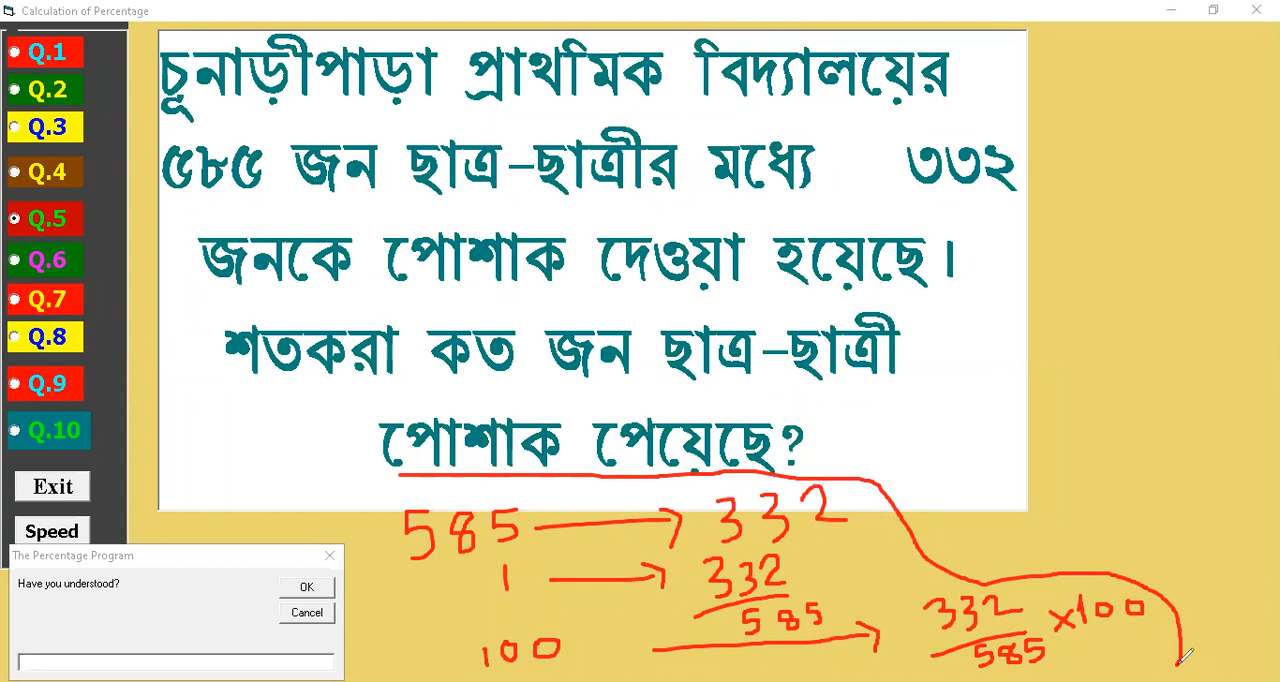 Calculation of Percentage
Q.1
Q.2
Q.3
Q.4
Q.5
Q.6
Q.7
Q.8
Q.9
Q.10
Exit
Speed
চূনাড়ীপাড়া প্রাথমিক বিদ্যালয়ের
৫৮৫ জন ছাত্র-ছাত্রীর মধ্যে ৩৩২
জনকে পোশাক দেওয়া হয়েছে।
শতকরা কত জন ছাত্র-ছাত্রী
পোশাক পেয়েছে?
585 → 332
1 → 332/585
100 → 332/585 ×100
The Percentage Program
Have you understood?
OK
Cancel